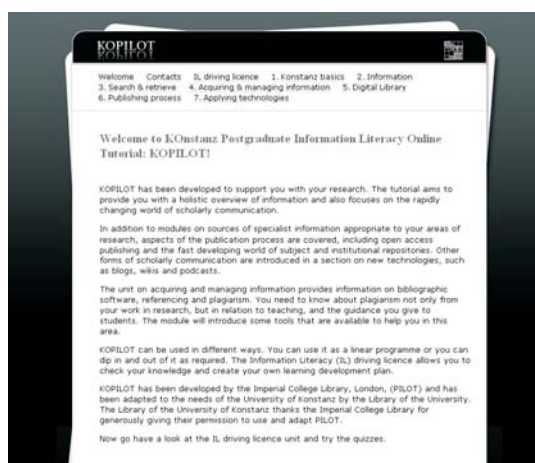 KOPILOT
Welcome Contacts IL driving licence 1. Konstanz basics 2. Information
3. Search & retrieve 4. Acquiring & managing information 5. Digital Library
6. Publishing process 7. Applying technologies
Welcome to KOnstanz Postgraduate Information Literacy Online
Tutorial: KOPILOT!
KOPILOT has been developed to support you with your research. The tutorial aims to
provide you with a holistic overview of information and also focuses on the rapidly
changing world of scholarly communication.
In addition to modules on sources of specialist information appropriate to your areas of
research, aspects of the publication process are covered, including open access
publishing and the fast developing world of subject and institutional repositories. Other
forms of scholarly communication are introduced in a section on new technologies, such
as blogs, wikis and podcasts.
The unit on acquiring and managing information provides information on bibliographic
software, referencing and plagiarism. You need to know about plagiarism not only from
your work in research, but in relation to teaching, and the guidance you give to
students. The module will introduce some tools that are available to help you in this
area.
KOPILOT can be used in different ways. You can use it as a linear programme or you can
dip in and out of it as required. The Information Literacy (IL) driving licence allows you to
check your knowledge and create your own learning development plan.
KOPILOT has been developed by the Imperial College Library, London, (PILOT) and has
been adapted to the needs of the University of Konstanz by the Library of the University.
The Library of the University of Konstanz thanks the Imperial College Library for
generously giving their permission to use and adapt PILOT.
Now go have a look at the IL driving licence unit and try the quizzes.